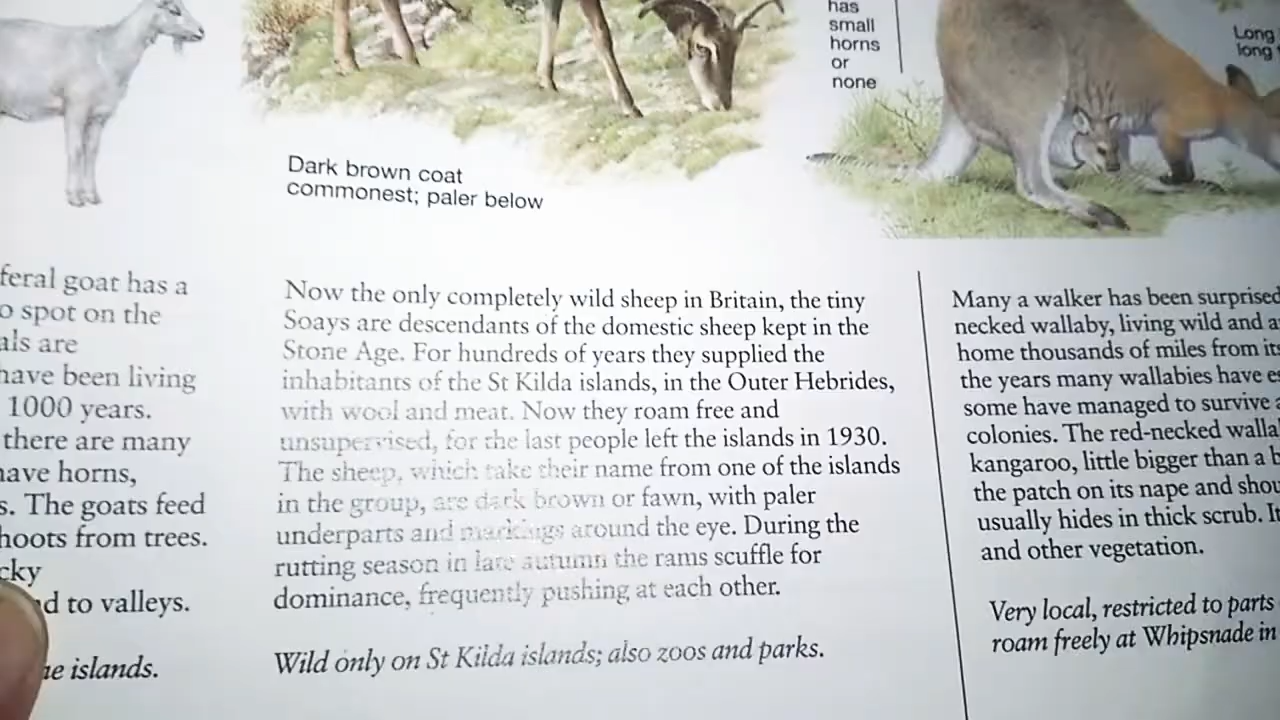 has
small
horns
or
none
Long
long
Dark brown coat
commonest; paler below
feral goat has a
o spot on the
als are
have been living
1000 years.
there are many
have horns,
s. The goats feed
hoots from trees.
cky
d to valleys.
e islands.
Now the only completely wild sheep in Britain, the tiny
Soays are descendants of the domestic sheep kept in the
Stone Age. For hundreds of years they supplied the
inhabitants of the St Kilda islands, in the Outer Hebrides,
with wool and meat. Now they roam free and
unsupervised, for the last people left the islands in 1930.
The sheep, which take their name from one of the islands
in the group, are dark brown or fawn, with paler
underparts and markings around the eye. During the
rutting season in late autumn the rams scuffle for
dominance, frequently pushing at each other.
Wild only on St Kilda islands; also zoos and parks.
Many a walker has been surprised
necked wallaby, living wild and a
home thousands of miles from its
the years many wallabies have e
some have managed to survive a
colonies. The red-necked walla
kangaroo, little bigger than a b
the patch on its nape and shou
usually hides in thick scrub. It
and other vegetation.
Very local, restricted to parts
roam freely at Whipsnade in